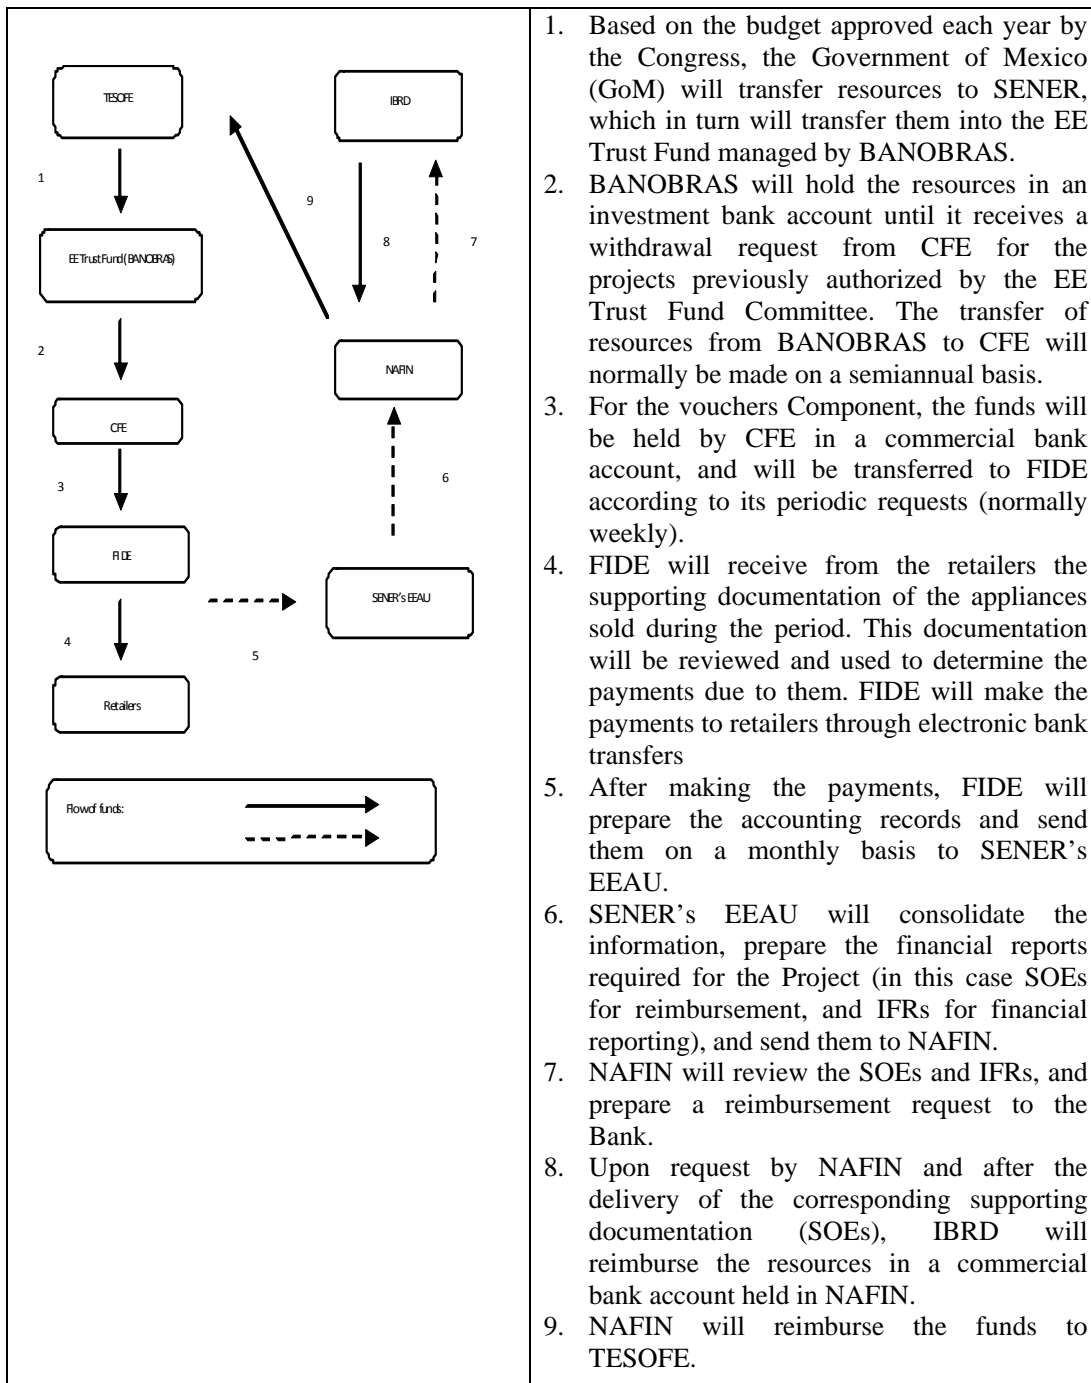 TESOFE
IBRD
1
9
8
7
EE Trust Fund (BANOBRAS)
2
NAFIN
CFE
3
6
FIDE
SENER's EEAU
4
5
Retailers
Flow of funds:
1. Based on the budget approved each year by
the Congress, the Government of Mexico
(GoM) will transfer resources to SENER,
which in turn will transfer them into the EE
Trust Fund managed by BANOBRAS.
2. BANOBRAS will hold the resources in an
investment bank account until it receives a
withdrawal request from CFE for the
projects previously authorized by the EE
Trust Fund Committee. The transfer of
resources from BANOBRAS to CFE will
normally be made on a semiannual basis.
3. For the vouchers Component, the funds will
be held by CFE in a commercial bank
account, and will be transferred to FIDE
according to its periodic requests (normally
weekly).
4. FIDE will receive from the retailers the
supporting documentation of the appliances
sold during the period. This documentation
will be reviewed and used to determine the
payments due to them. FIDE will make the
payments to retailers through electronic bank
transfers
5. After making the payments, FIDE will
prepare the accounting records and send
them on a monthly basis to SENER's
EEAU.
6. SENER's EEAU will consolidate the
information, prepare the financial reports
required for the Project (in this case SOEs
for reimbursement, and IFRs for financial
reporting), and send them to NAFIN.
7. NAFIN will review the SOEs and IFRs, and
prepare a reimbursement request to the
Bank.
8. Upon request by NAFIN and after the
delivery of the corresponding supporting
documentation (SOEs), IBRD will
reimburse the resources in a commercial
bank account held in NAFIN.
9. NAFIN will reimburse the funds to
TESOFE.